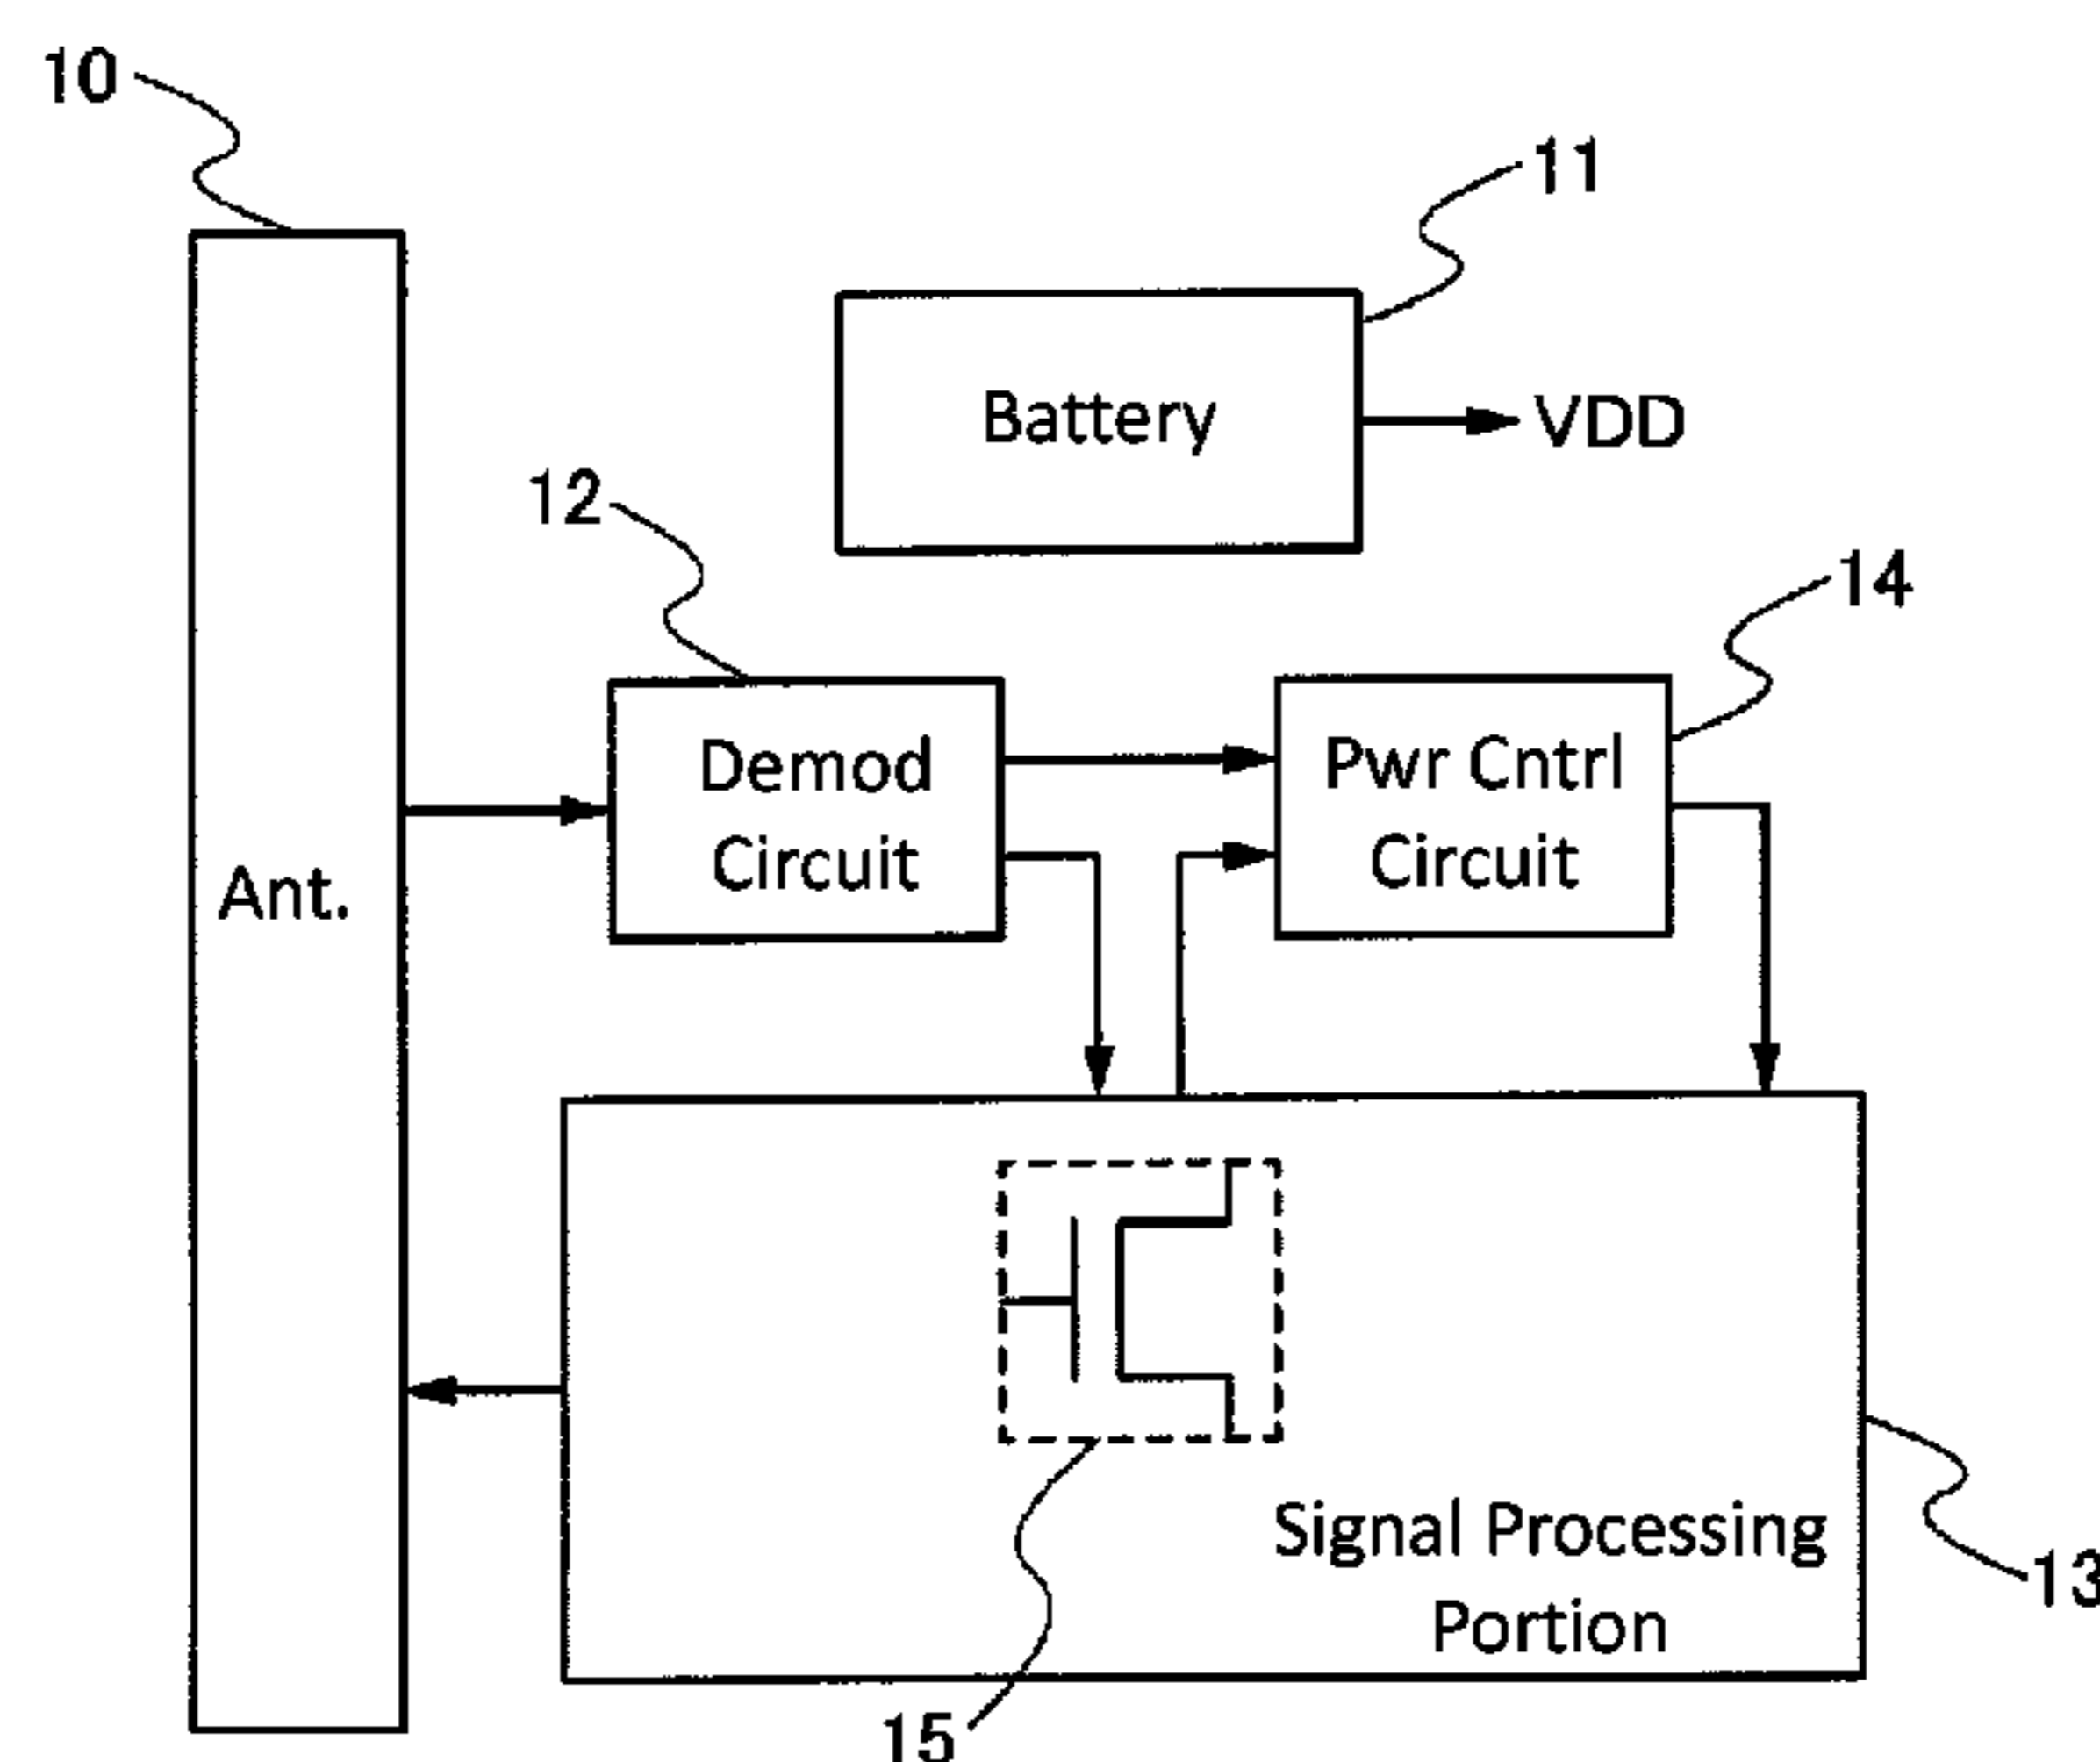 10
11
Battery
VDD
12
14
Demod
Circuit
Pwr Cntrl
Circuit
Ant.
Signal Processing
Portion
13
15